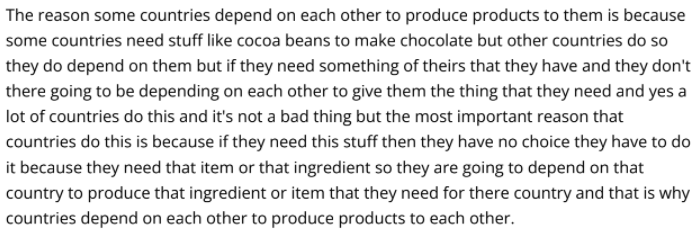 The reason some countries depend on each other to produce products to them is because
some countries need stuff like cocoa beans to make chocolate but other countries do so
they do depend on them but if they need something of theirs that they have and they don't
there going to be depending on each other to give them the thing that they need and yes a
lot of countries do this and it's not a bad thing but the most important reason that
countries do this is because if they need this stuff then they have no choice they have to do
it because they need that item or that ingredient so they are going to depend on that
country to produce that ingredient or item that they need for there country and that is why
countries depend on each other to produce products to each other.